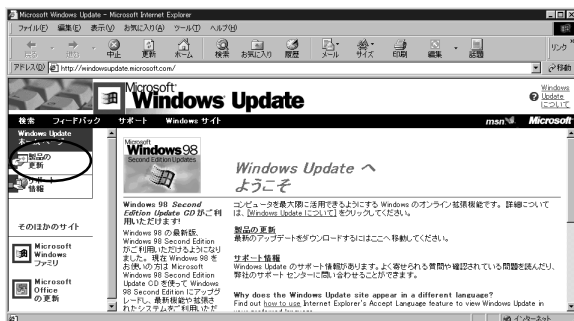 Microsoft Windows Update - Microsoft Internet Explorer
ファイル(F) 編集(E) 表示(V) お気に入り(A) ツール(T) ヘルプ(H)
戻る 進む 中止 更新 ホーム 検索 お気に入り 履歴 メール サイズ 印刷 編集 話題 リンク
アドレス(D) http://windowsupdate.microsoft.com/ 移動
Microsoft
Windows Update
Windows
Update
について
検索 フィードバック サポート Windows サイト msn Microsoft
Windows Update
ホーム ページ
製品の
更新
サポート
情報
そのほかのサイト
Microsoft
Windows
ファミリ
Microsoft
Office
の更新
Microsoft
Windows98
Second Edition Updates
Windows 98 Second
Edition Update CD がご利
用いただけます!
Windows 98 の最新版、
Windows 98 Second Edition
がご利用いただけるようになり
ました。現在 Windows 98 を
お使いの方は Microsoft
Windows 98 Second Edition
Update CD を使って Windows
98 Second Edition にアップグ
レードし、最新機能や拡張さ
れたシステムをご利用いただ
Windows Update へ
ようこそ
コンピュータを最大限に活用できるようにする Windows のオンライン拡張機能です。詳細について
は、[Windows Update について] をクリックしてください。
製品の更新
最新のアップデートをダウンロードするにはここへ移動してください。
サポート情報
Windows Update のサポート情報があります。よく寄せられる質問や確認されている問題を読んだり、
弊社のサポート センターに問い合わせることができます。
Why does the Windows Update site appear in a different language?
Find out how to use Internet Explorer's Accept Language feature to view Windows Update in
your preferred language.
インターネット